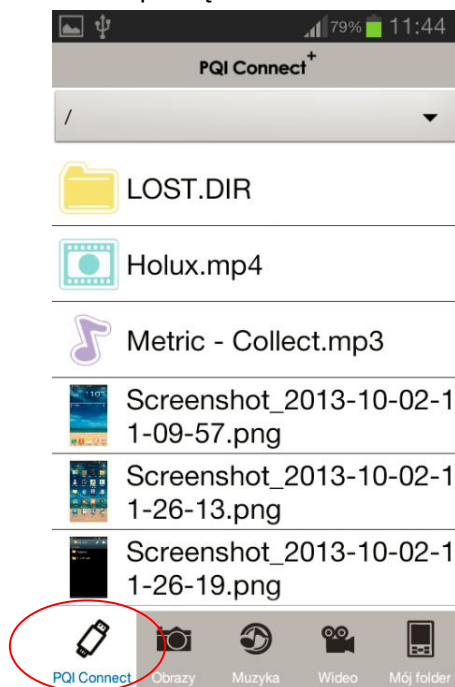 79% 11:44
PQI Connect+
/
LOST.DIR
Holux.mp4
Metric - Collect.mp3
Screenshot_2013-10-02-1
1-09-57.png
Screenshot_2013-10-02-1
1-26-13.png
Screenshot_2013-10-02-1
1-26-19.png
PQI Connect Obrazy Muzyka Wideo Mój folder